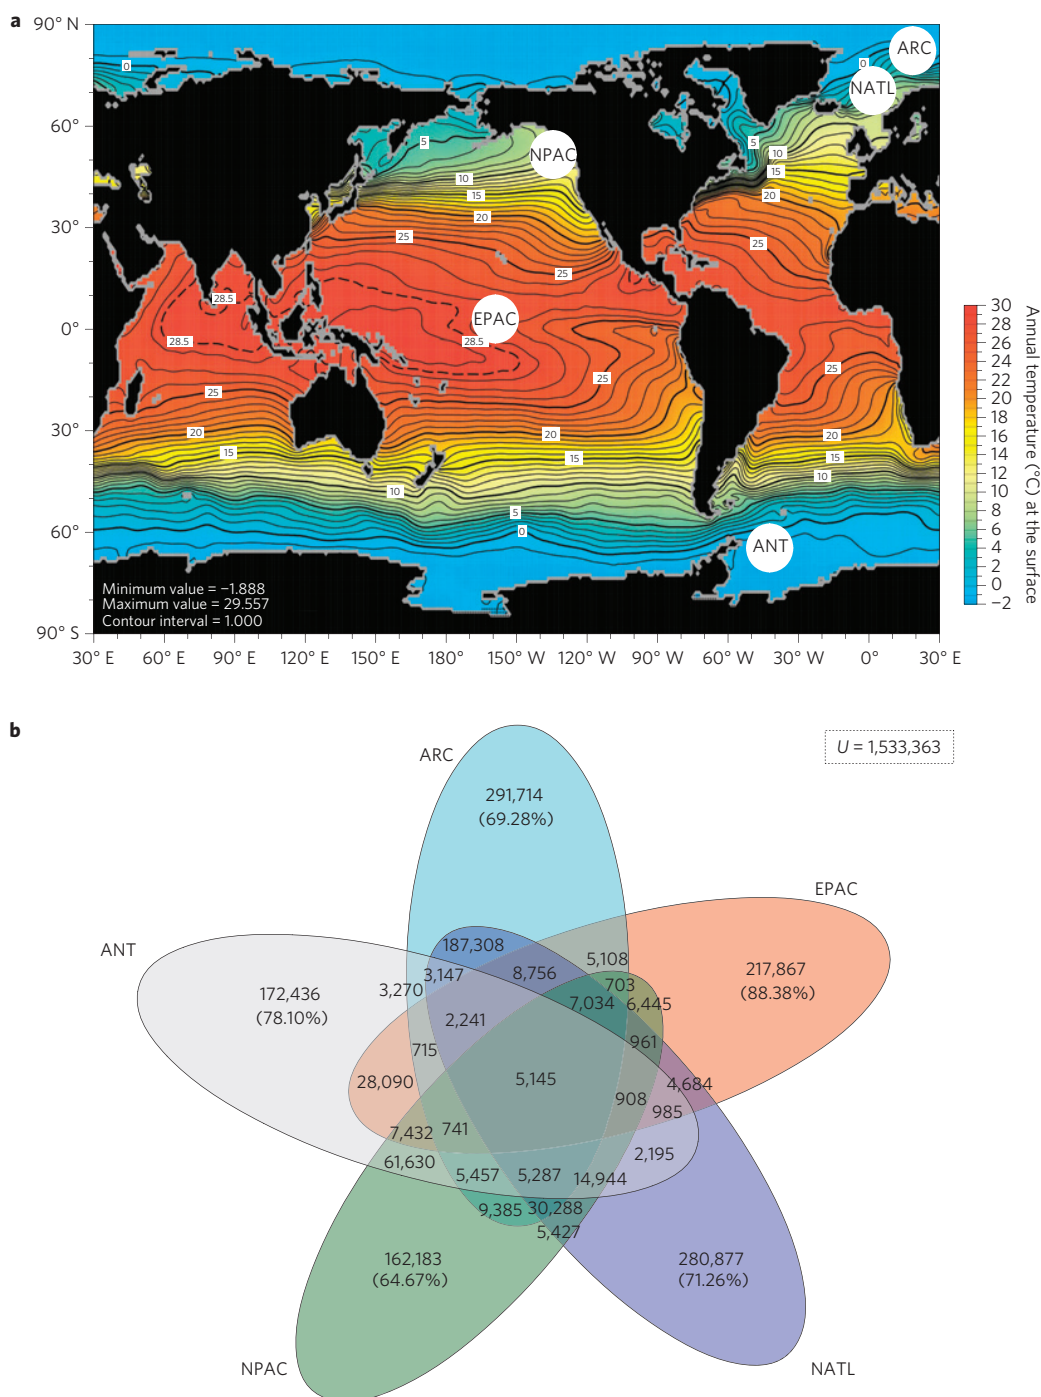 a
90° N
60°
30°
0°
30°
60°
90° S
30° E
60° E
90° E
120° E
150° E
180°
150° W
120° W
90° W
60° W
30° W
0°
30° E
0
0
ARC
NATL
5
5
NPAC
10
10
15
15
20
20
25
25
25
28.5
EPAC
28.5
28.5
25
25
25
20
20
20
15
15
15
10
10
5
0
ANT
Minimum value = −1.888
Maximum value = 29.557
Contour interval = 1.000
30
28
26
24
22
20
18
16
14
12
10
8
6
4
2
0
−2
Annual temperature (°C) at the surface
b
U = 1,533,363
ARC
291,714
(69.28%)
EPAC
217,867
(88.38%)
ANT
172,436
(78.10%)
187,308
5,108
3,147
8,756
703
3,270
7,034
6,445
2,241
961
715
28,090
5,145
4,684
908
985
7,432
741
61,630
2,195
5,457
5,287
14,944
9,385
30,288
5,427
162,183
(64.67%)
280,877
(71.26%)
NPAC
NATL